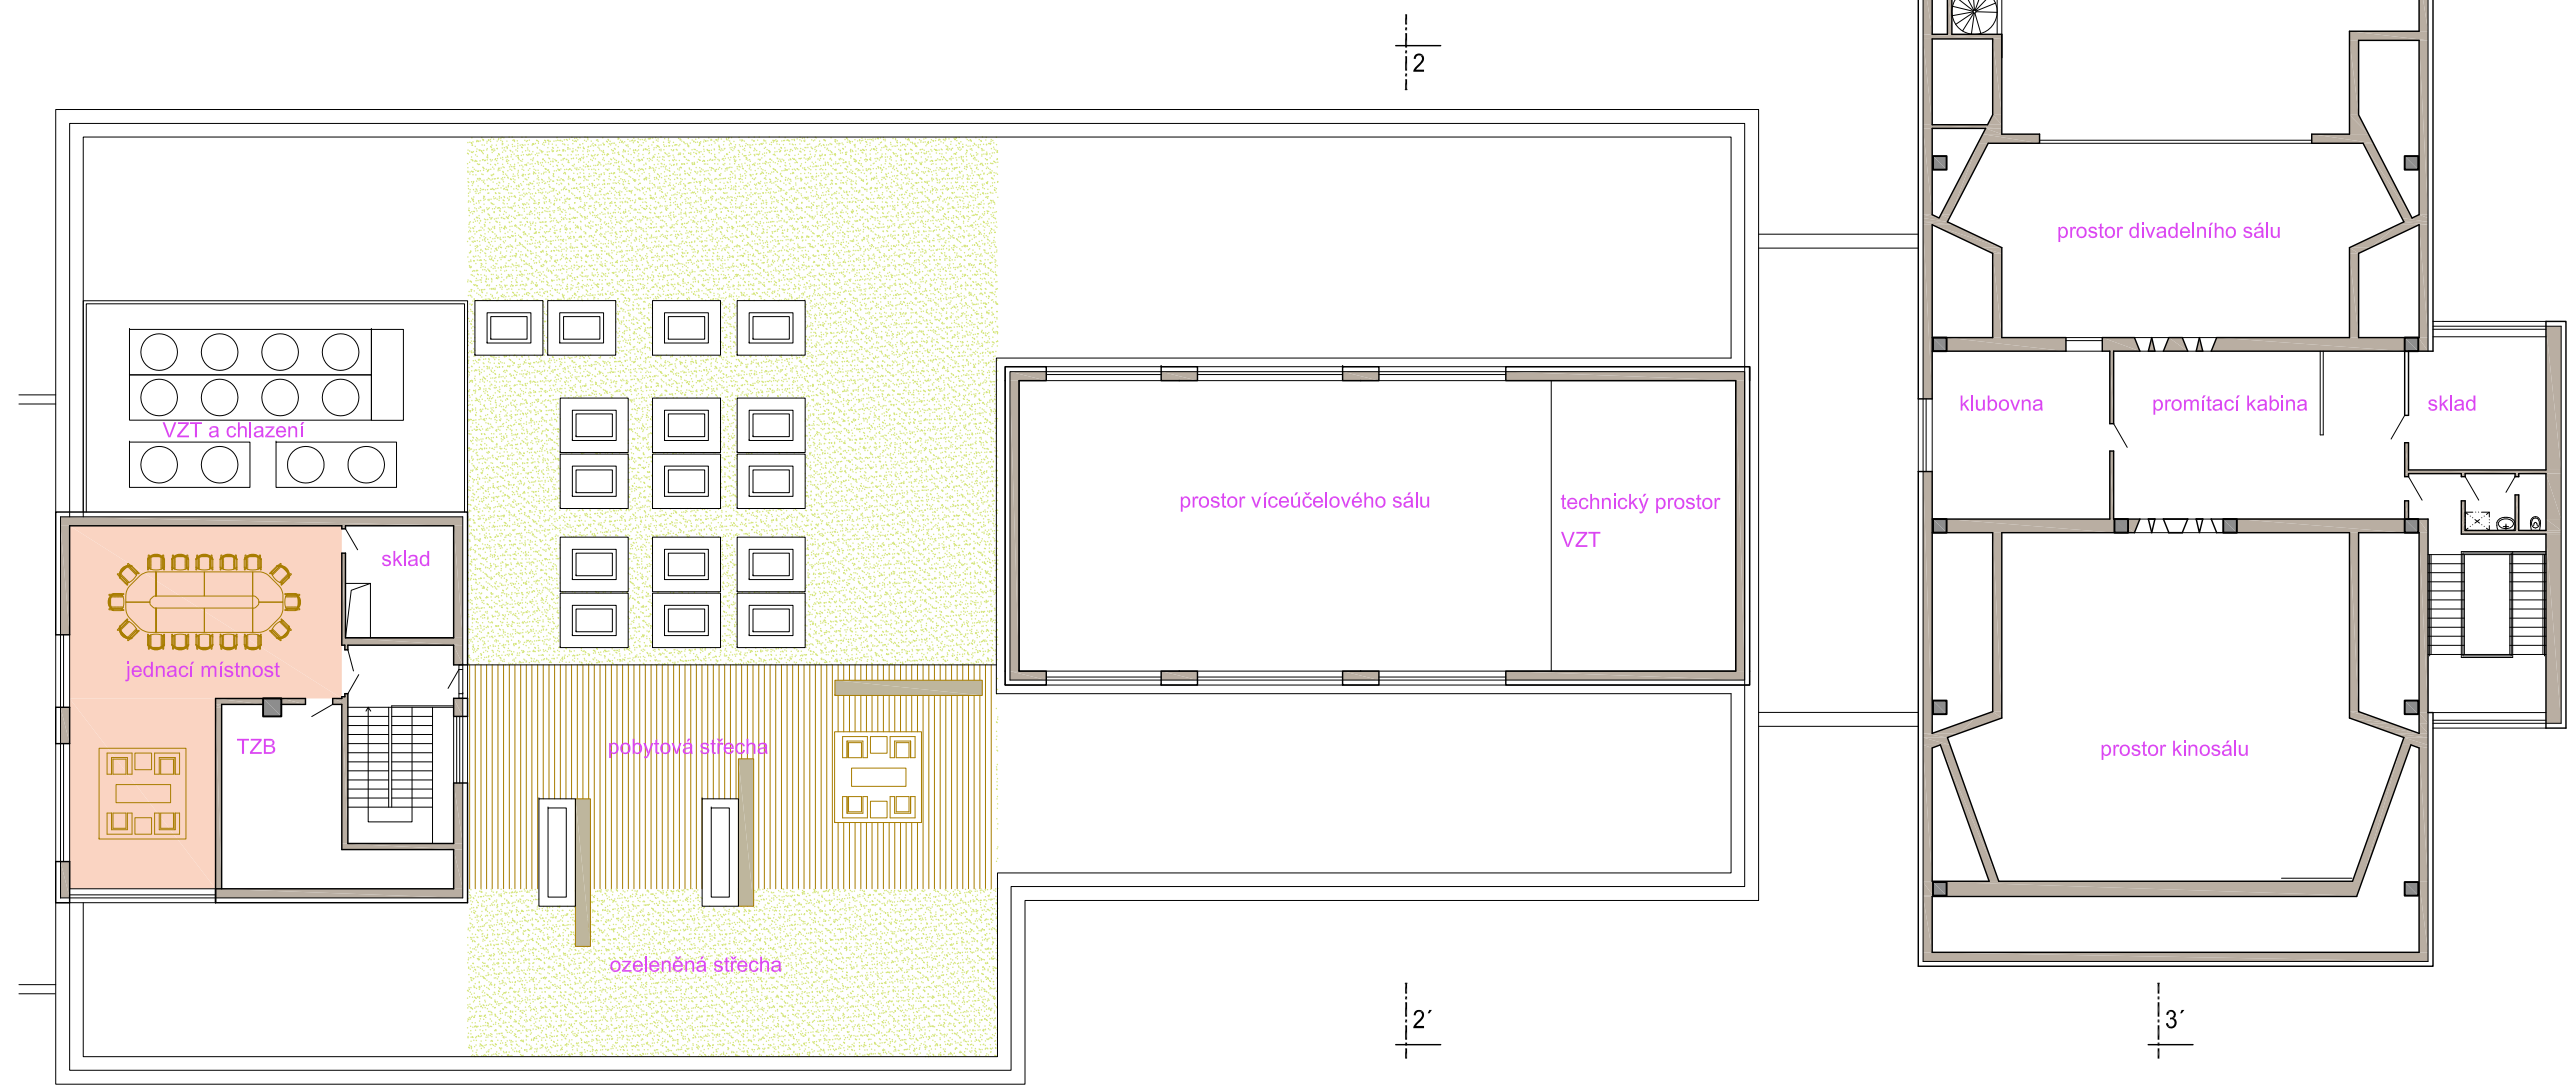 2
prostor divadelního sálu
klubovna
promítací kabina
sklad
VZT a chlazení
prostor víceúčelového sálu
technický prostor
VZT
sklad
jednací místnost
TZB
pobytová střecha
prostor kinosálu
ozeleněná střecha
2´
3´